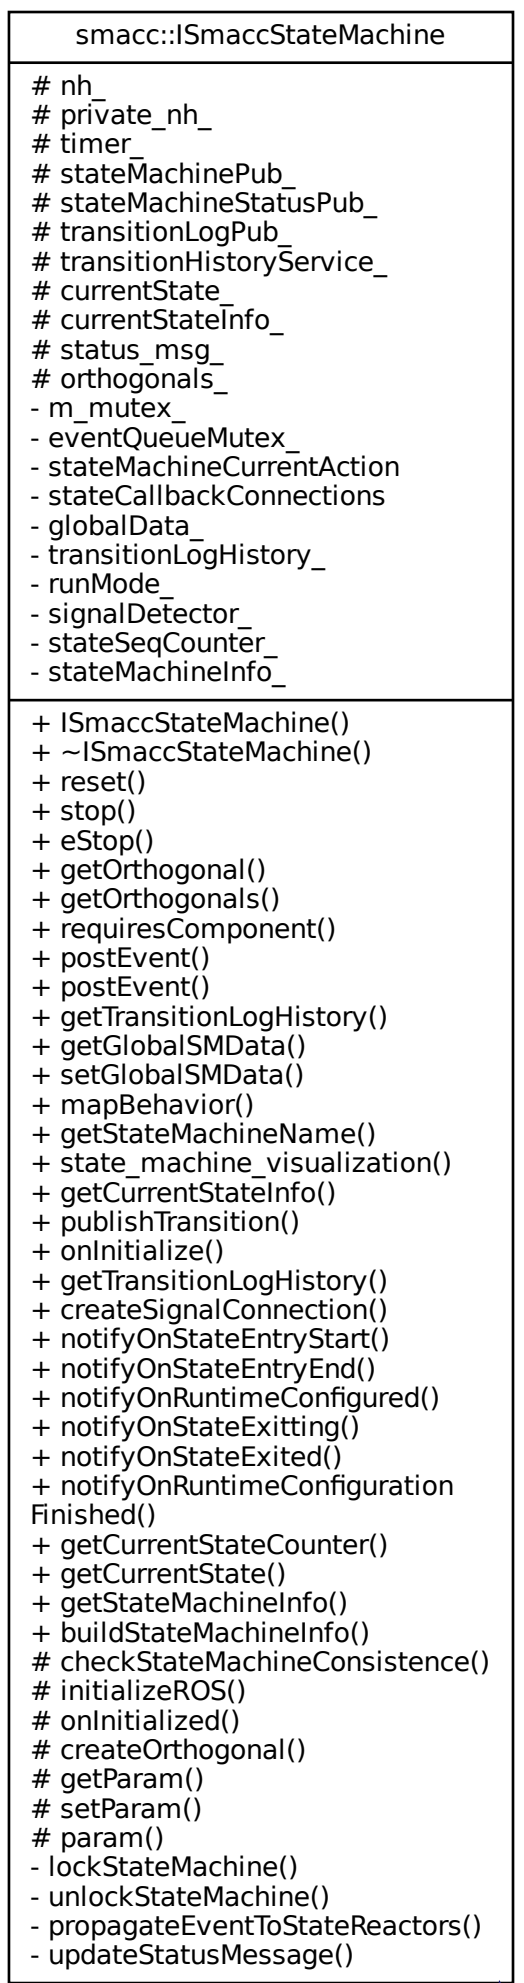 smacc::ISmaccStateMachine
# nh_
# private_nh_
# timer_
# stateMachinePub_
# stateMachineStatusPub_
# transitionLogPub_
# transitionHistoryService_
# currentState_
# currentStateInfo_
# status_msg_
# orthogonals_
- m_mutex_
- eventQueueMutex_
- stateMachineCurrentAction
- stateCallbackConnections
- globalData_
- transitionLogHistory_
- runMode_
- signalDetector_
- stateSeqCounter_
- stateMachineInfo_
+ ISmaccStateMachine()
+ ~ISmaccStateMachine()
+ reset()
+ stop()
+ eStop()
+ getOrthogonal()
+ getOrthogonals()
+ requiresComponent()
+ postEvent()
+ postEvent()
+ getTransitionLogHistory()
+ getGlobalSMData()
+ setGlobalSMData()
+ mapBehavior()
+ getStateMachineName()
+ state_machine_visualization()
+ getCurrentStateInfo()
+ publishTransition()
+ onInitialize()
+ getTransitionLogHistory()
+ createSignalConnection()
+ notifyOnStateEntryStart()
+ notifyOnStateEntryEnd()
+ notifyOnRuntimeConfigured()
+ notifyOnStateExitting()
+ notifyOnStateExited()
+ notifyOnRuntimeConfiguration
Finished()
+ getCurrentStateCounter()
+ getCurrentState()
+ getStateMachineInfo()
+ buildStateMachineInfo()
# checkStateMachineConsistence()
# initializeROS()
# onInitialized()
# createOrthogonal()
# getParam()
# setParam()
# param()
- lockStateMachine()
- unlockStateMachine()
- propagateEventToStateReactors()
- updateStatusMessage()